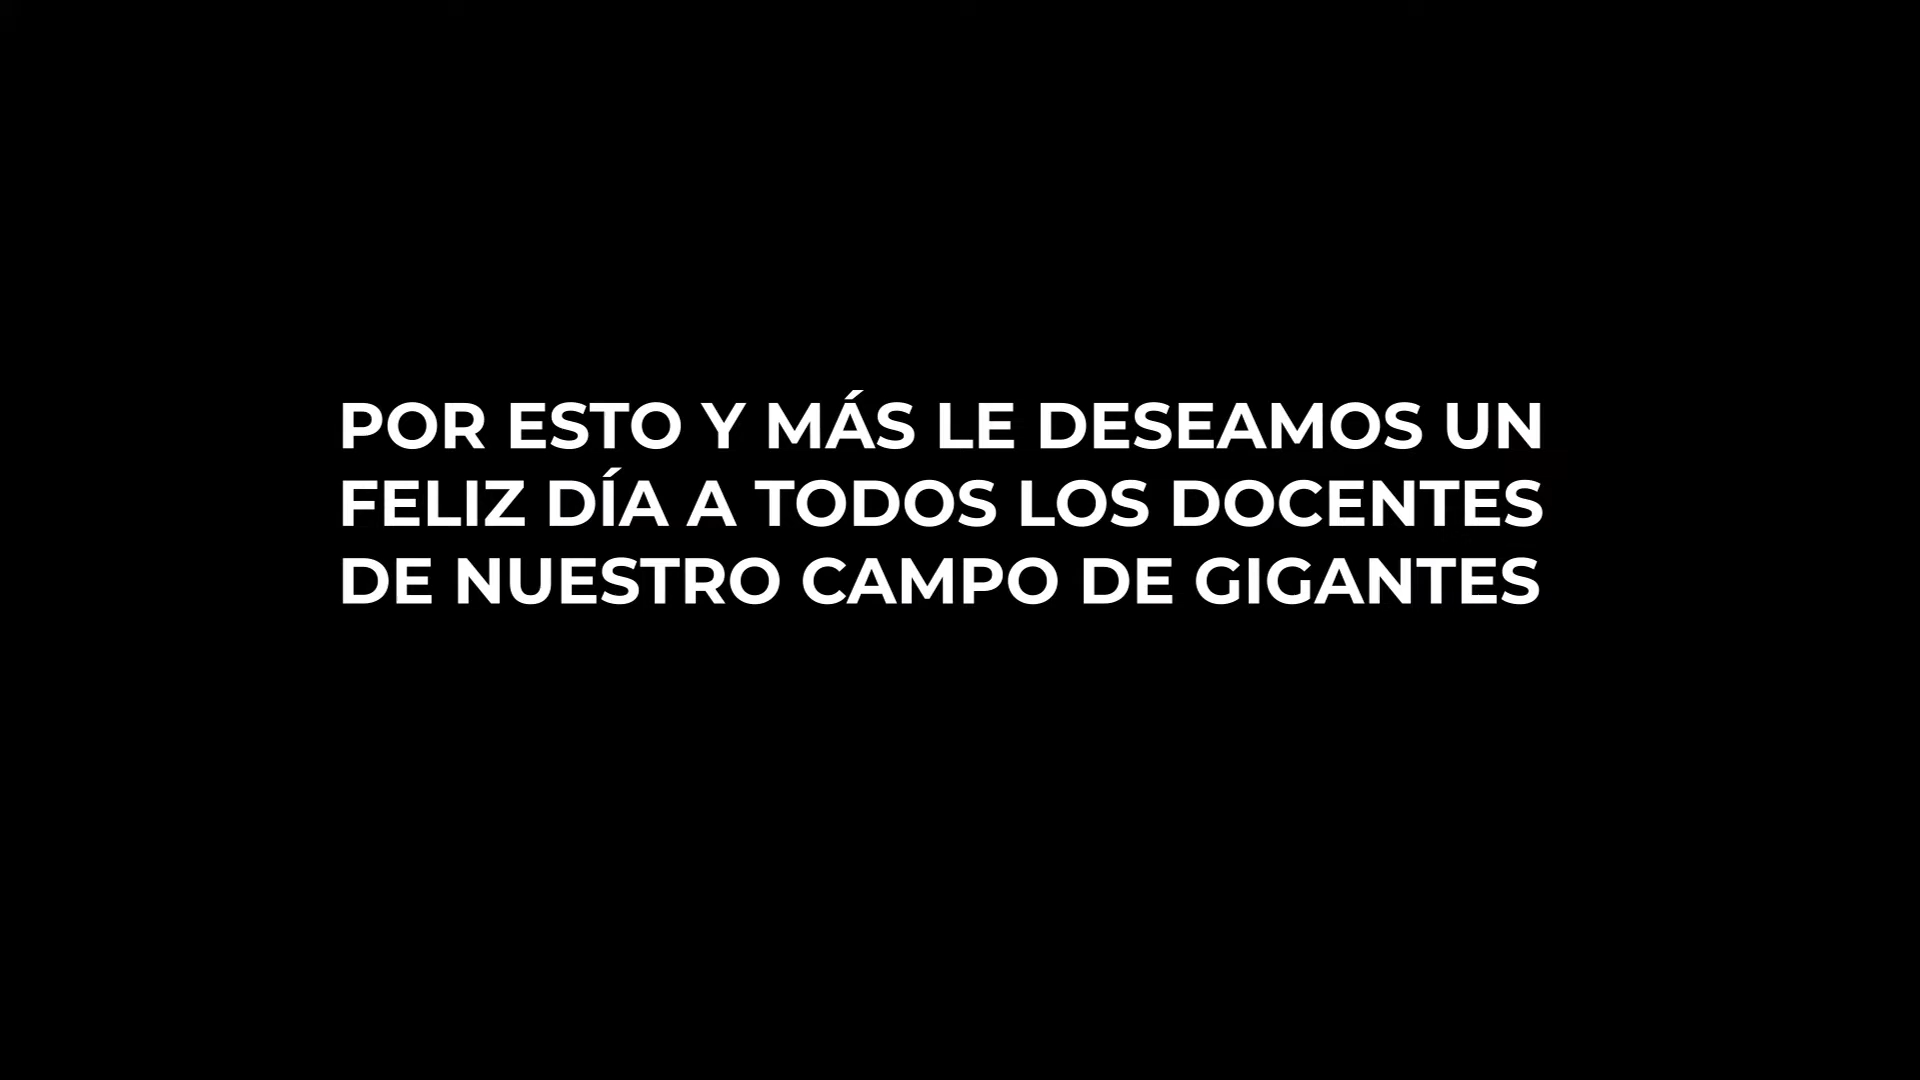 POR ESTO Y MÁS LE DESEAMOS UN
FELIZ DÍA A TODOS LOS DOCENTES
DE NUESTRO CAMPO DE GIGANTES